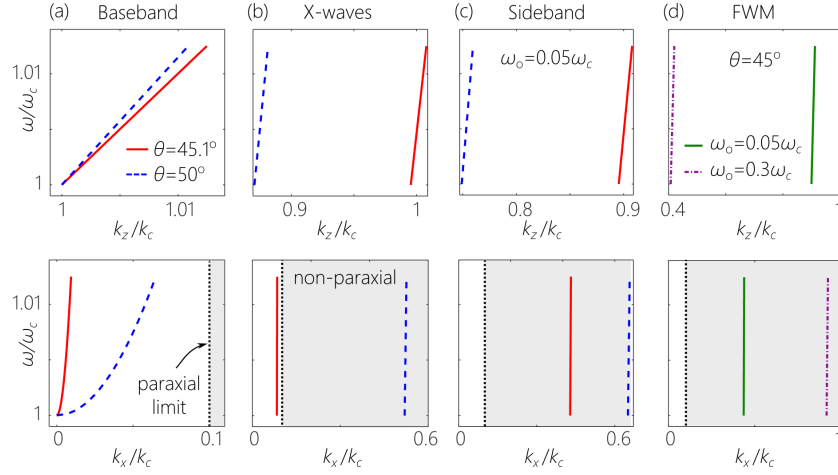 (a) Baseband
(b) X-waves
(c) Sideband
(d) FWM
ω/ω_c
1.01
1
θ=45.1°
θ=50°
1 1.01
k_z/k_c
0.9 1
k_z/k_c
ω_o=0.05ω_c
0.8 0.9
k_z/k_c
θ=45°
ω_o=0.05ω_c
ω_o=0.3ω_c
0.4
k_z/k_c
ω/ω_c
1.01
1
paraxial
limit
0 0.1
k_x/k_c
non-paraxial
0 0.6
k_x/k_c
0 0.6
k_x/k_c
0
k_x/k_c